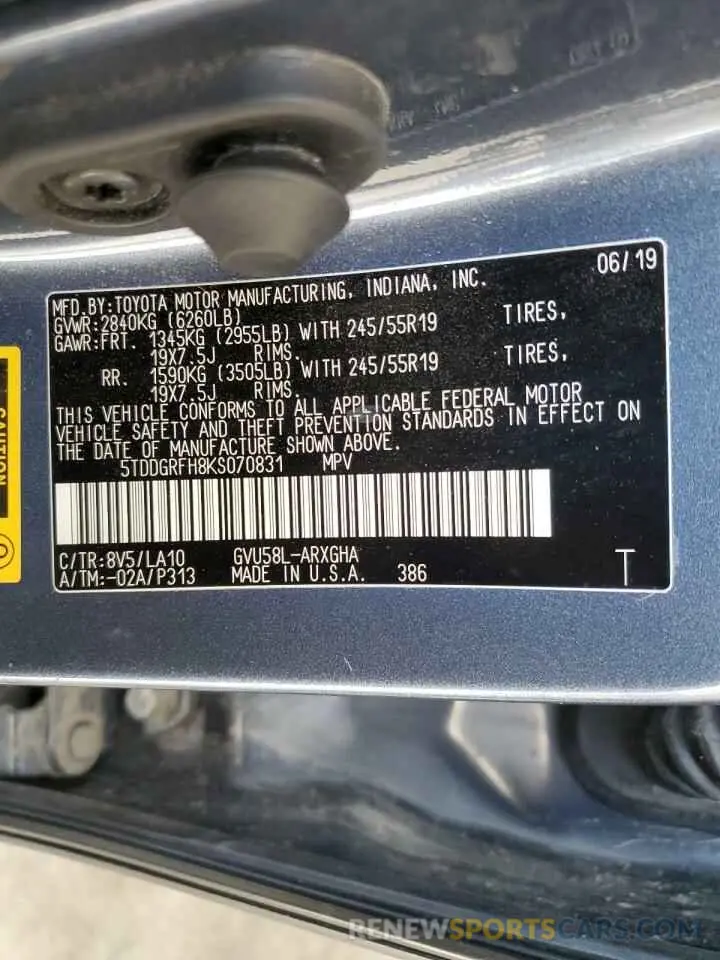 06/19
MFD.BY:TOYOTA MOTOR MANUFACTURING, INDIANA, INC.
GVWR:2840KG (6260LB)
GAWR:FRT. 1345KG (2955LB) WITH 245/55R19 TIRES,
19X7.5J RIMS.
RR. 1590KG (3505LB) WITH 245/55R19 TIRES,
19X7.5J RIMS.
THIS VEHICLE CONFORMS TO ALL APPLICABLE FEDERAL MOTOR
VEHICLE SAFETY AND THEFT PREVENTION STANDARDS IN EFFECT ON
THE DATE OF MANUFACTURE SHOWN ABOVE.
5TDDGRFH8KS070831 MPV
C/TR:8V5/LA10 GVU58L-ARXGHA
A/TM:-02A/P313 MADE IN U.S.A. 386 T
CAUTION
RENEWSPORTSCARS.COM